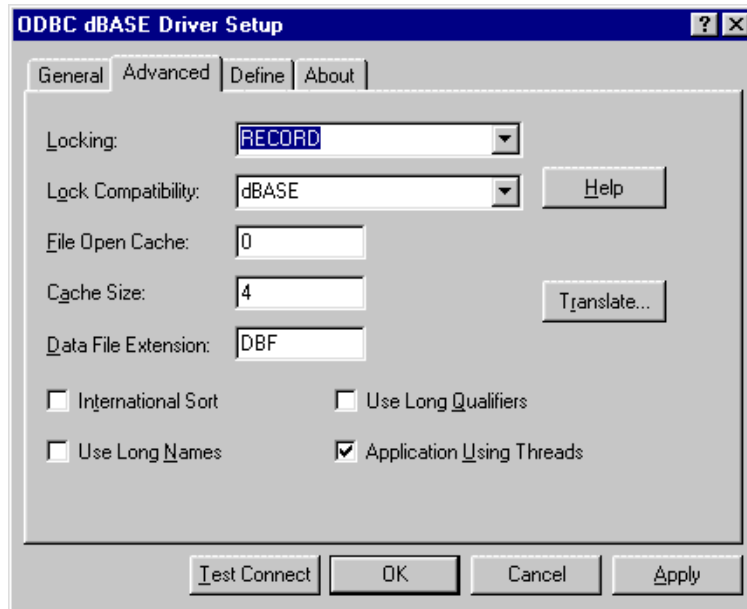 ODBC dBASE Driver Setup
General Advanced Define About
Locking: RECORD
Lock Compatibility: dBASE Help
File Open Cache: 0
Cache Size: 4 Translate...
Data File Extension: DBF
International Sort Use Long Qualifiers
Use Long Names Application Using Threads
Test Connect OK Cancel Apply